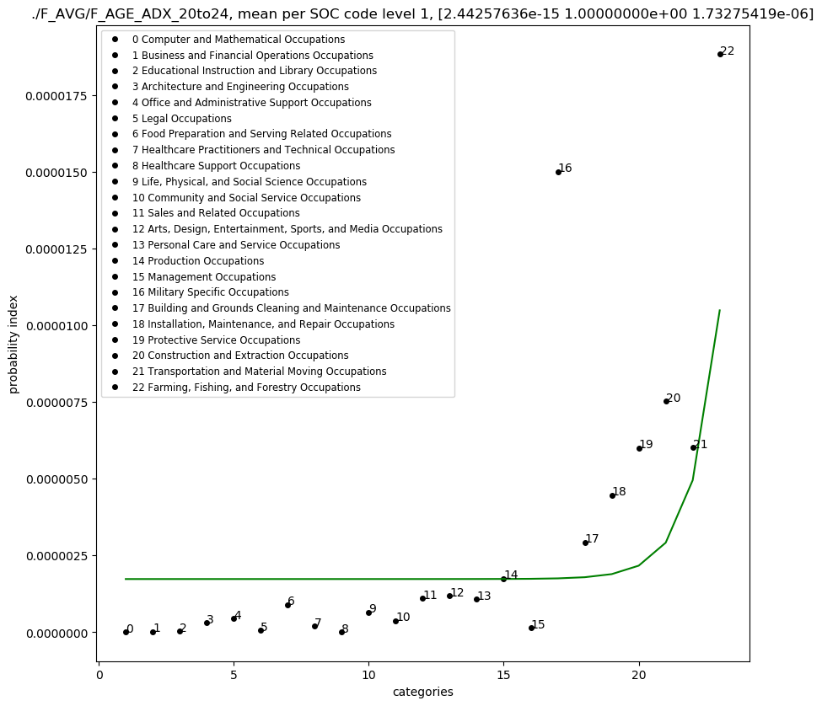 ./F_AVG/F_AGE_ADX_20to24, mean per SOC code level 1, [2.44257636e-15 1.00000000e+00 1.73275419e-06]
0 Computer and Mathematical Occupations
1 Business and Financial Operations Occupations
2 Educational Instruction and Library Occupations
3 Architecture and Engineering Occupations
4 Office and Administrative Support Occupations
5 Legal Occupations
6 Food Preparation and Serving Related Occupations
7 Healthcare Practitioners and Technical Occupations
8 Healthcare Support Occupations
9 Life, Physical, and Social Science Occupations
10 Community and Social Service Occupations
11 Sales and Related Occupations
12 Arts, Design, Entertainment, Sports, and Media Occupations
13 Personal Care and Service Occupations
14 Production Occupations
15 Management Occupations
16 Military Specific Occupations
17 Building and Grounds Cleaning and Maintenance Occupations
18 Installation, Maintenance, and Repair Occupations
19 Protective Service Occupations
20 Construction and Extraction Occupations
21 Transportation and Material Moving Occupations
22 Farming, Fishing, and Forestry Occupations
probability index
0.0000175
0.0000150
0.0000125
0.0000100
0.0000075
0.0000050
0.0000025
0.0000000
0
1
2
3
4
5
6
7
8
9
10
11
12
13
14
15
16
17
18
19
20
21
22
0
5
10
15
20
categories